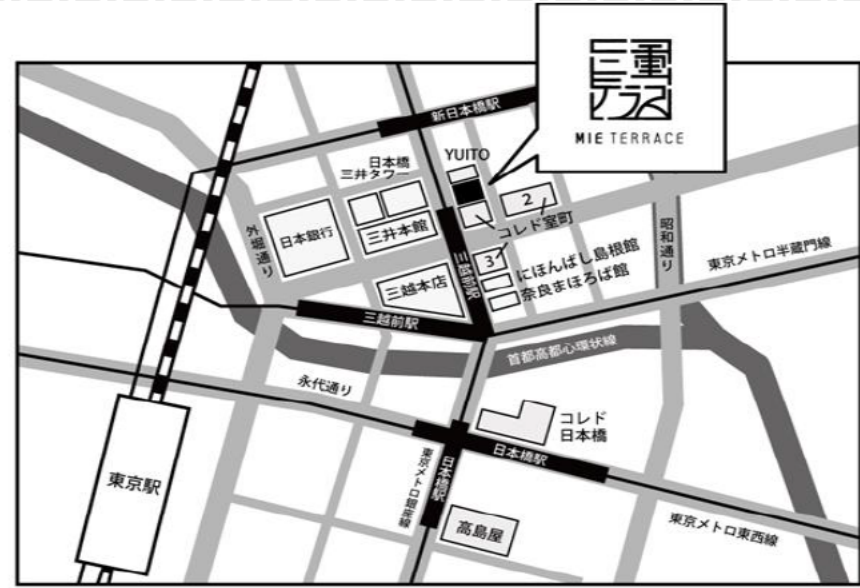 三重テラス
MIE TERRACE
新日本橋駅
YUITO
日本橋
三井タワー
2
コレド室町
外堀通り
日本銀行
三井本館
三越前駅
3
にほんばし島根館
奈良まほろば館
昭和通り
東京メトロ半蔵門線
三越本店
三越前駅
首都高都心環状線
永代通り
コレド
日本橋
日本橋駅
東京メトロ銀座線
日本橋駅
東京駅
高島屋
東京メトロ東西線